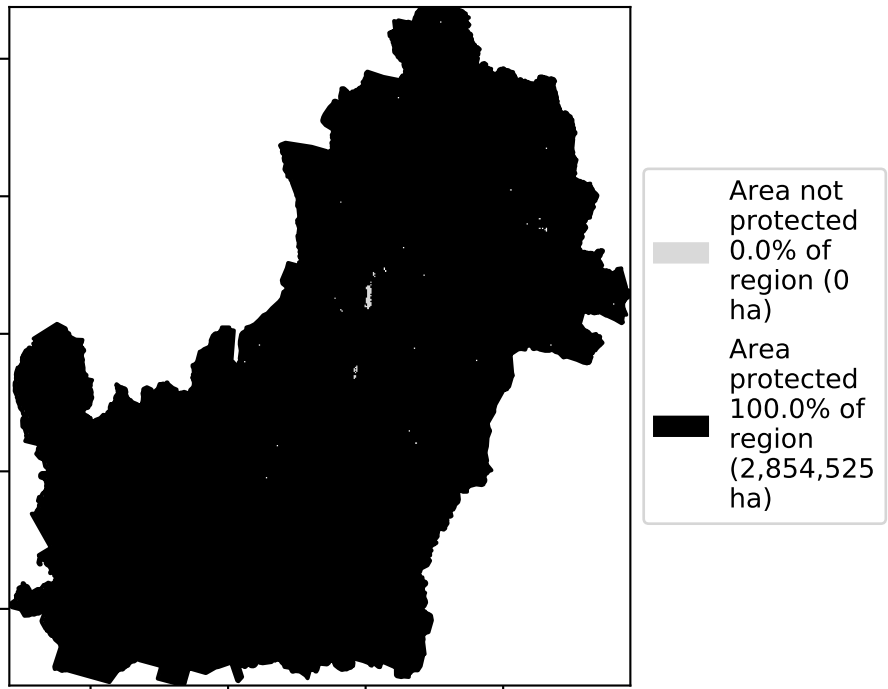 Area not
protected
0.0% of
region (0
ha)
Area
protected
100.0% of
region
(2,854,525
ha)